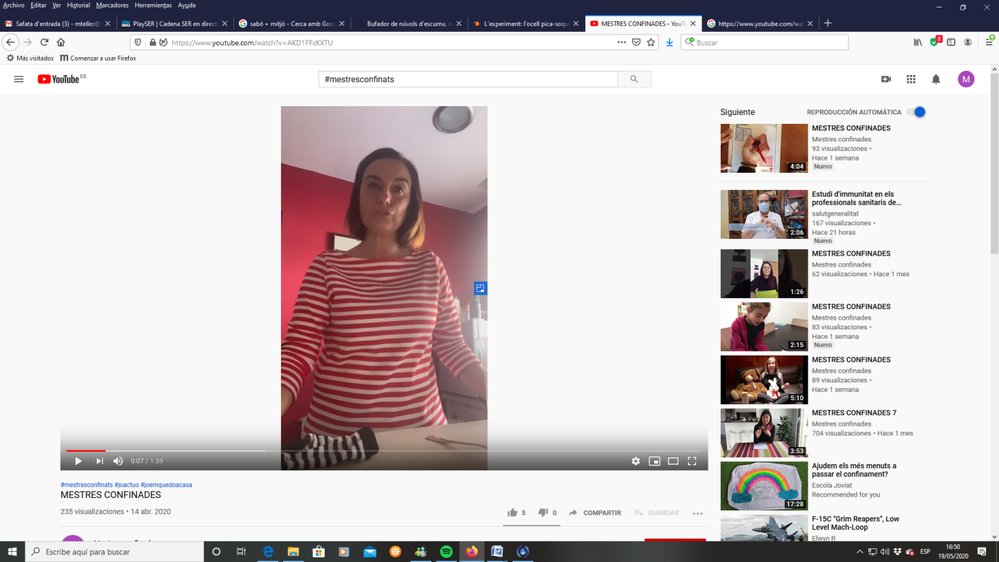 Archivo Editar Ver Historial Marcadores Herramientas Ayuda
Safata d'entrada (3) - mtellez@
PlaySER | Cadena SER en direct
sabó + mitjó - Cerca amb Goo
Bufador de núvols d'escuma, n
L'experiment: l'ocell pica-soqu
MESTRES CONFINADES - YouTu
https://www.youtube.com/wat
https://www.youtube.com/watch?v=AKD1FFcKXTU
Buscar
2
Más visitados
Comenzar a usar Firefox
YouTube ES
#mestresconfinats
M
0:07 / 1:59
#mestresconfinats #joactuo #joemquedoacasa
MESTRES CONFINADES
235 visualizaciones • 14 abr. 2020
5
0
COMPARTIR
GUARDAR
Siguiente
REPRODUCCIÓN AUTOMÁTICA
4:04
MESTRES CONFINADES
Mestres confinades
93 visualizaciones •
Hace 1 semana
Nuevo
2:06
Estudi d'immunitat en els
professionals sanitaris de...
salutgeneralitat
167 visualizaciones •
Hace 21 horas
Nuevo
1:26
MESTRES CONFINADES
Mestres confinades
62 visualizaciones • Hace 1 mes
2:15
MESTRES CONFINADES
Mestres confinades
83 visualizaciones •
Hace 1 semana
Nuevo
5:10
MESTRES CONFINADES
Mestres confinades
89 visualizaciones •
Hace 1 semana
3:53
MESTRES CONFINADES 7
Mestres confinades
704 visualizaciones • Hace 1 mes
17:28
Ajudem els més menuts a
passar el confinament?
Escola Joviat
Recommended for you
F-15C "Grim Reapers", Low
Level Mach-Loop
Elwyn R
Escribe aquí para buscar
ESP
16:50
19/05/2020